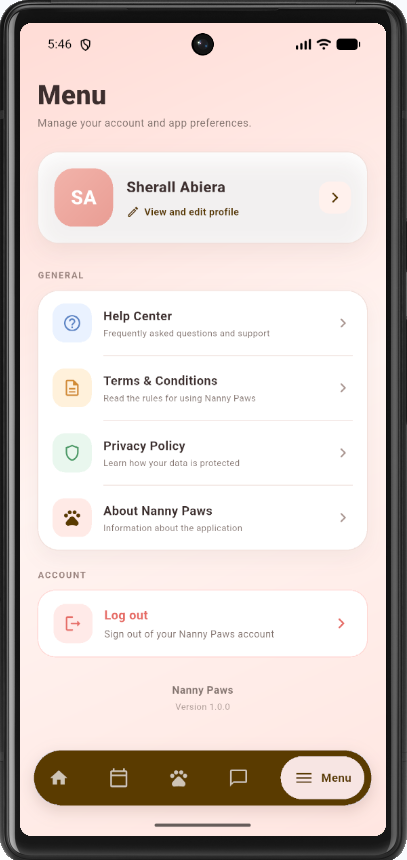 5:46
Menu
Manage your account and app preferences.
SA
Sherall Abiera
View and edit profile
GENERAL
Help Center
Frequently asked questions and support
Terms & Conditions
Read the rules for using Nanny Paws
Privacy Policy
Learn how your data is protected
About Nanny Paws
Information about the application
ACCOUNT
Log out
Sign out of your Nanny Paws account
Nanny Paws
Version 1.0.0
Menu